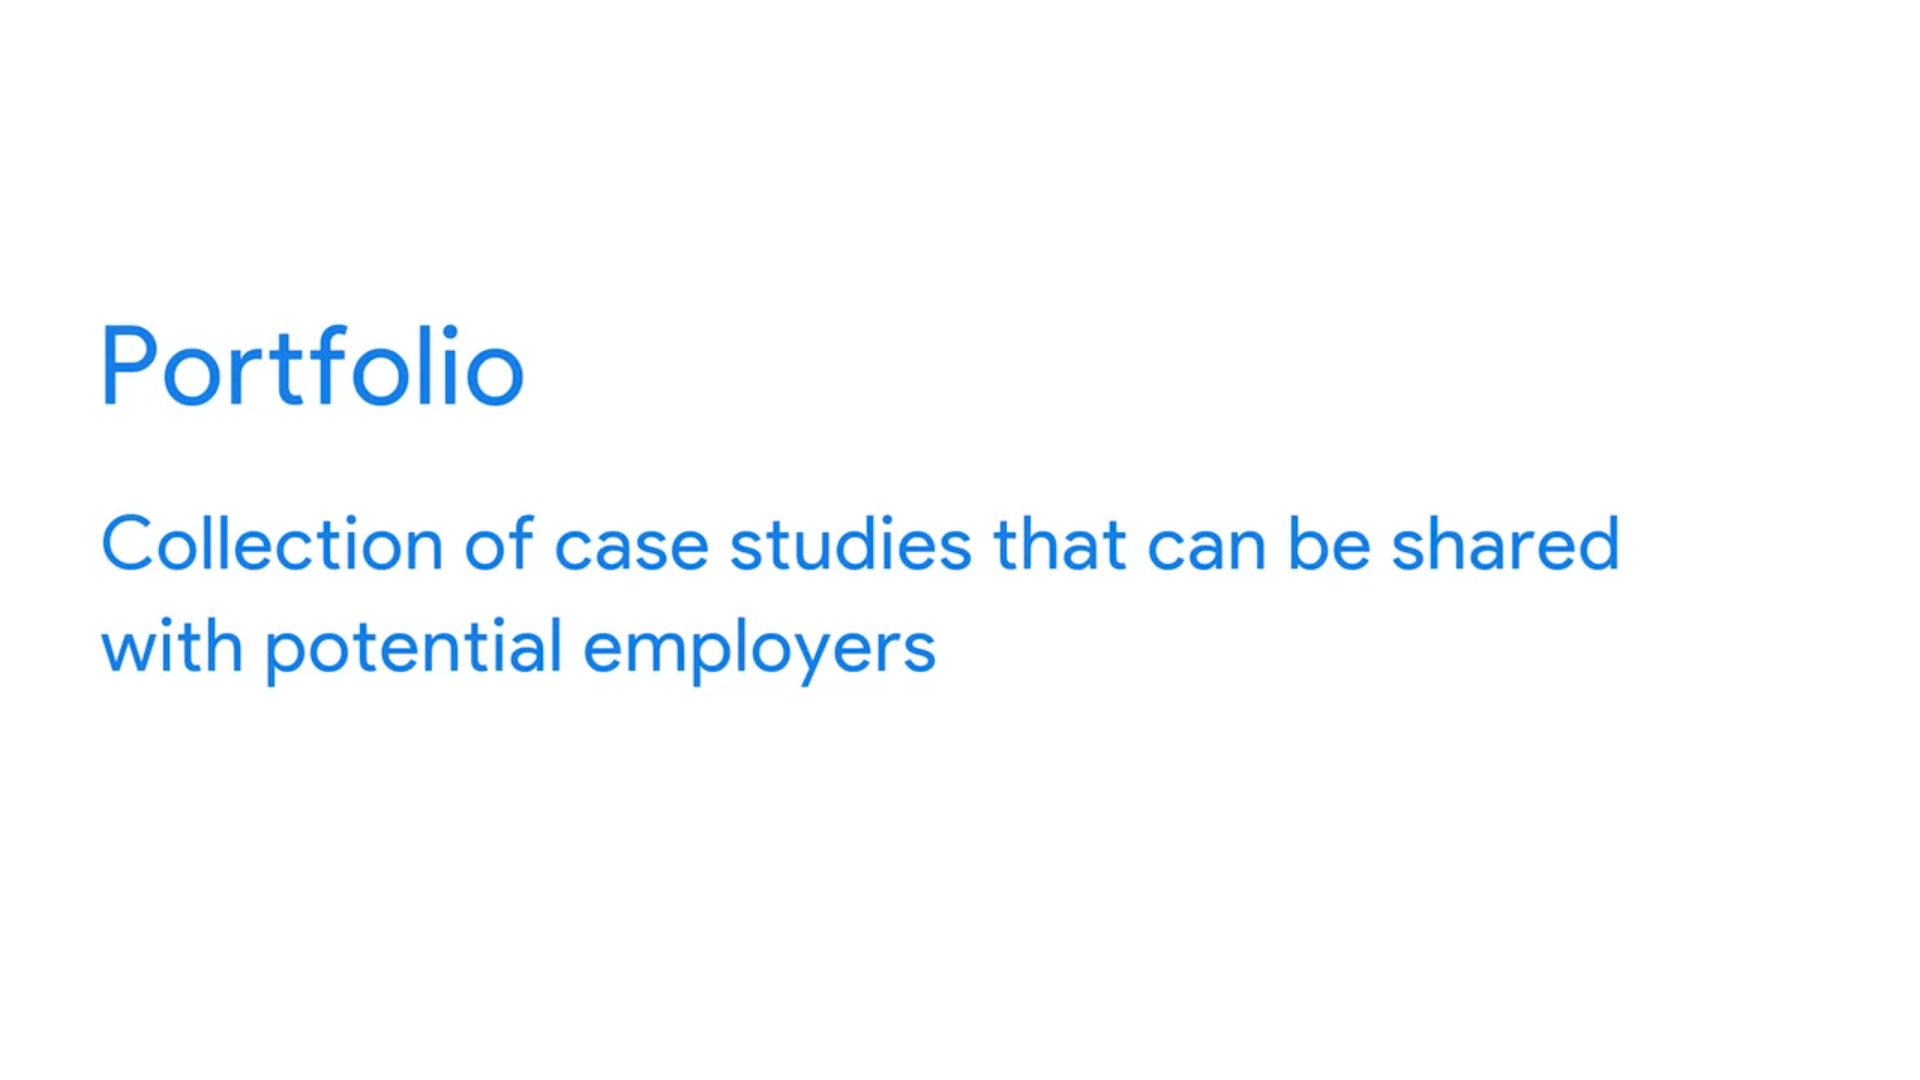 Portfolio
Collection of case studies that can be shared
with potential employers